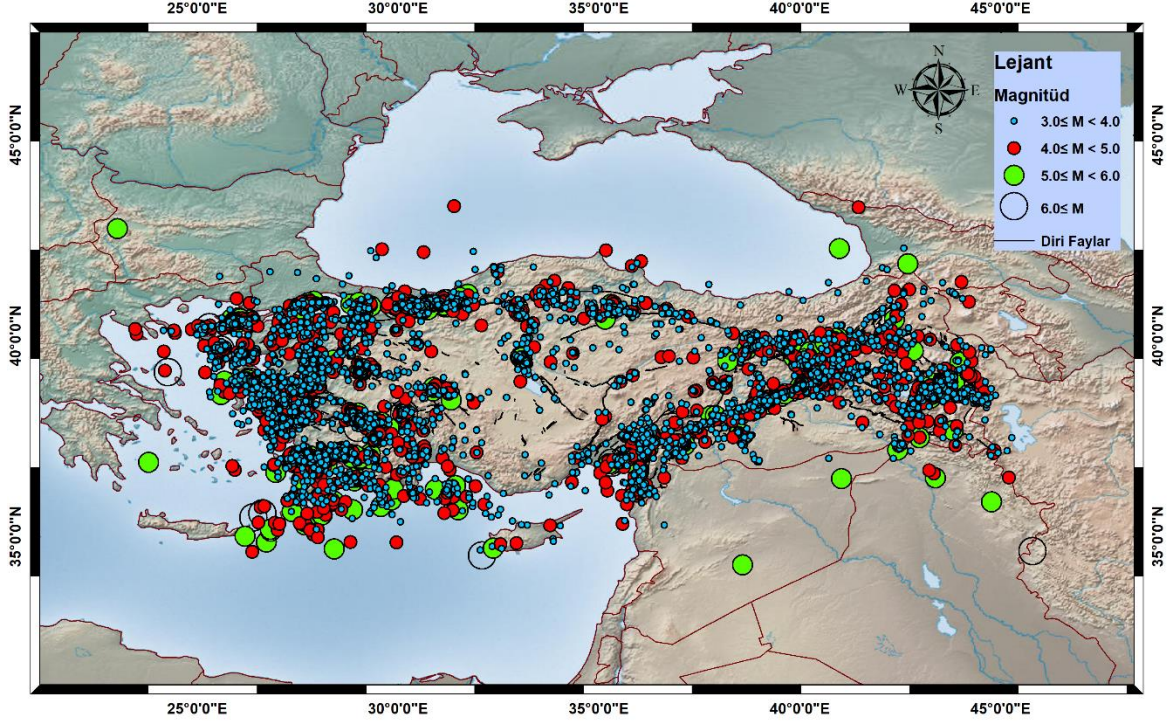 25°0'0"E 30°0'0"E 35°0'0"E 40°0'0"E 45°0'0"E
N
W E
S
Lejant
Magnitüd
3.0≤ M < 4.0
4.0≤ M < 5.0
5.0≤ M < 6.0
6.0≤ M
Diri Faylar
45°0'0"N 45°0'0"N
40°0'0"N 40°0'0"N
35°0'0"N 35°0'0"N
25°0'0"E 30°0'0"E 35°0'0"E 40°0'0"E 45°0'0"E